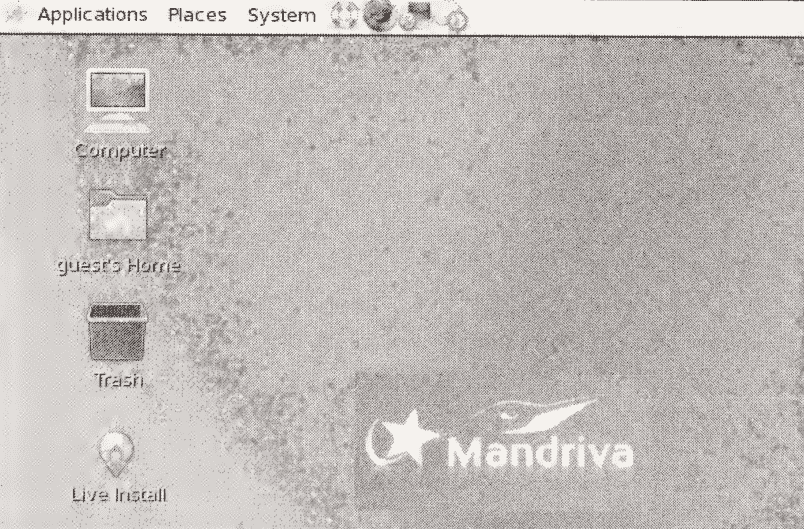 Applications Places System
Computer
guest's Home
Trash
Live Install
Mandriva